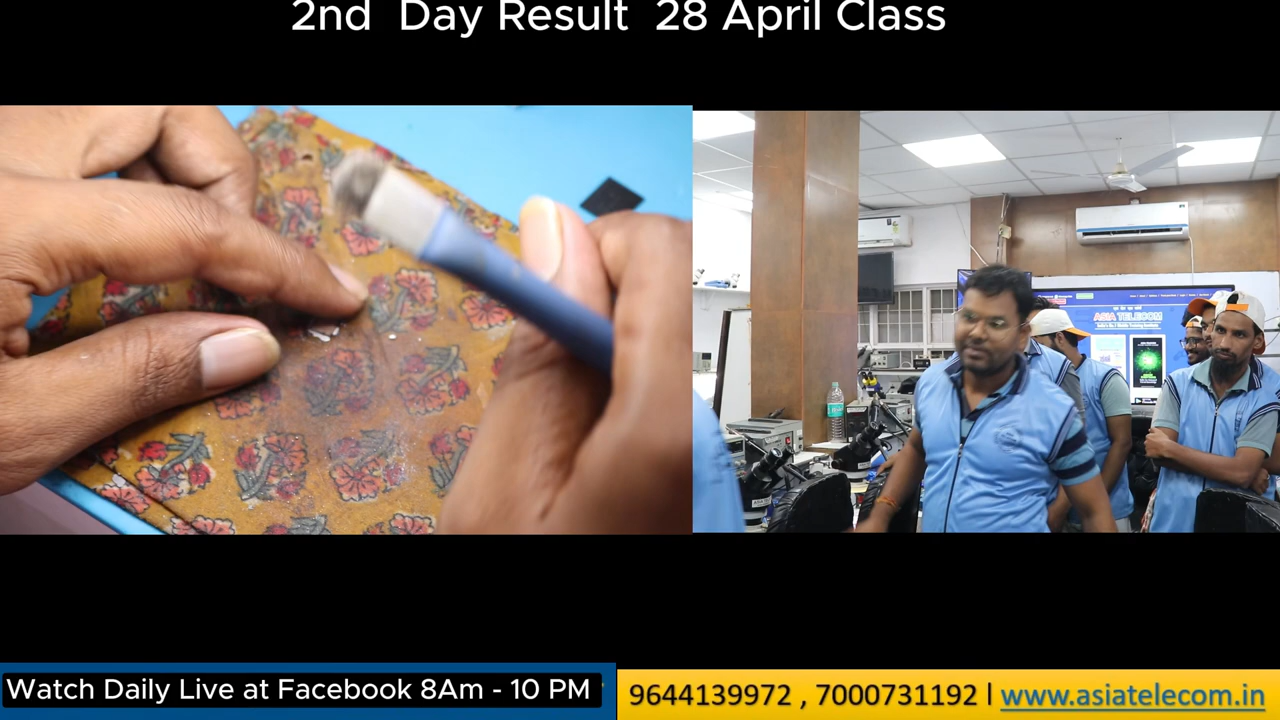 2nd Day Result 28 April Class
ASIA TELECOM
Watch Daily Live at Facebook 8Am - 10 PM
9644139972 , 7000731192 | www.asiatelecom.in